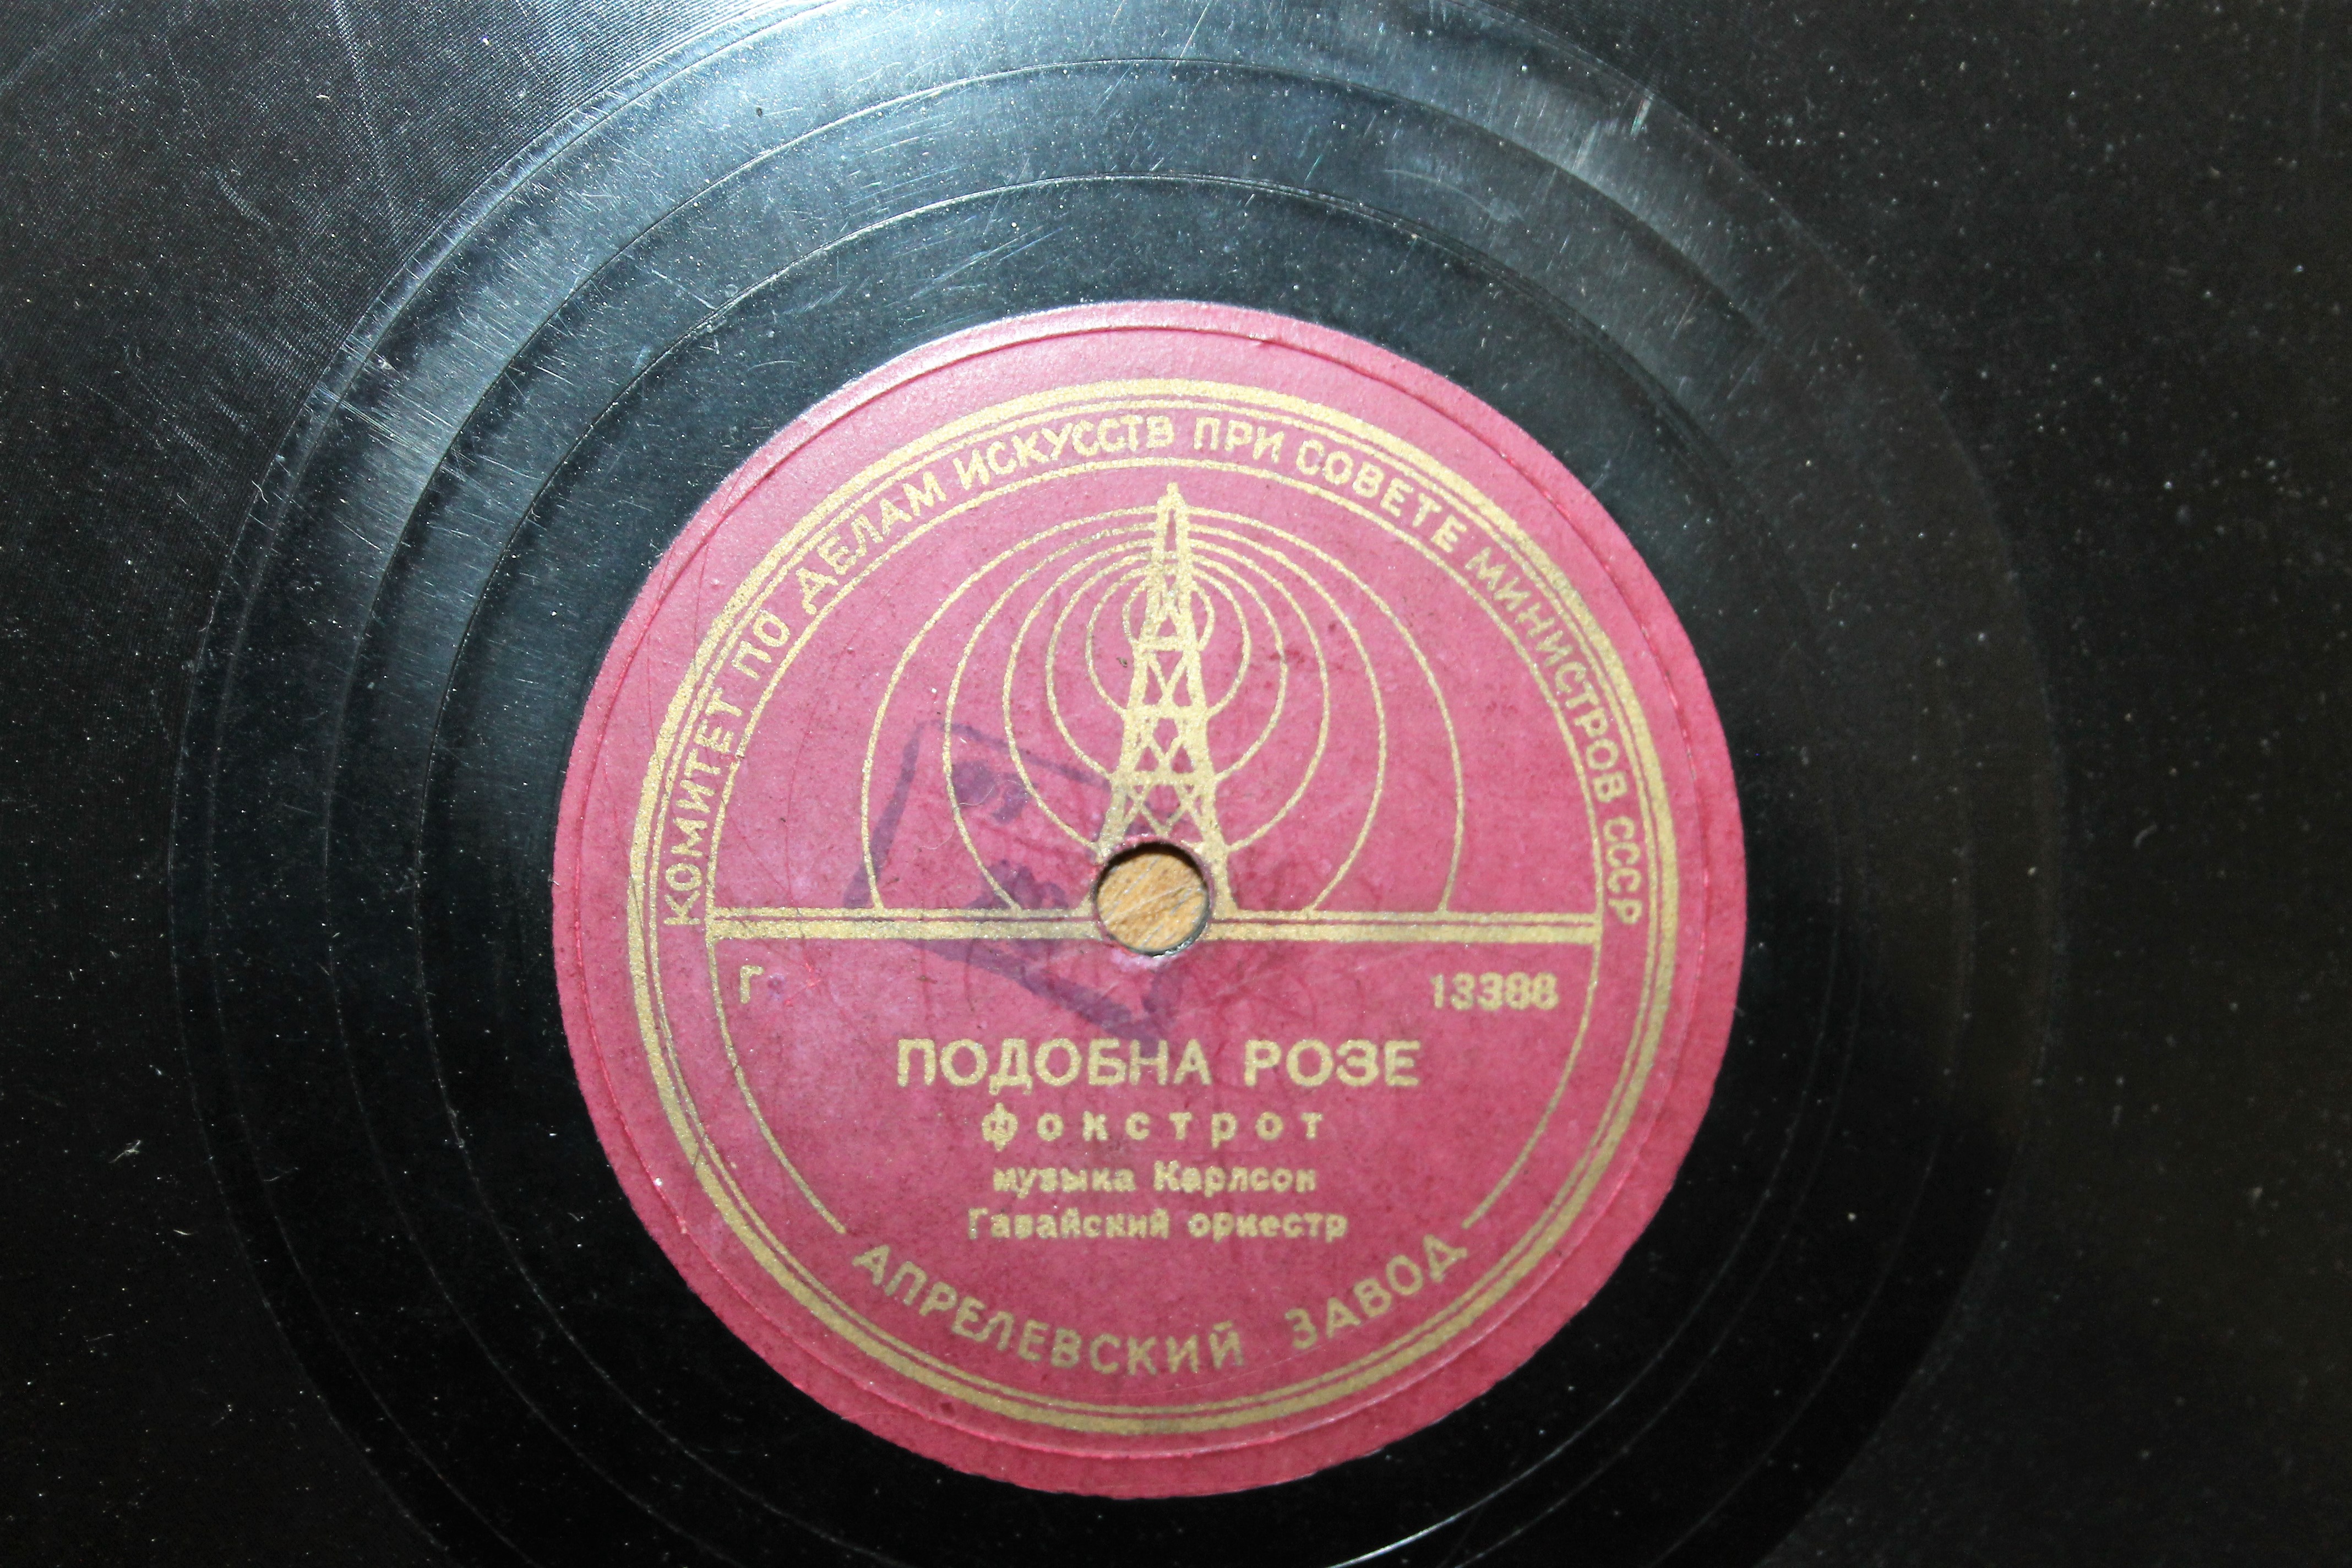 КОМИТЕТ ПО ДЕЛАМ ИСКУССТВ ПРИ СОВЕТЕ МИНИСТРОВ СССР
Г 13388
ПОДОБНА РОЗЕ
фокстрот
музыка Карлсон
Гавайский оркестр
АПРЕЛЕВСКИЙ ЗАВОД